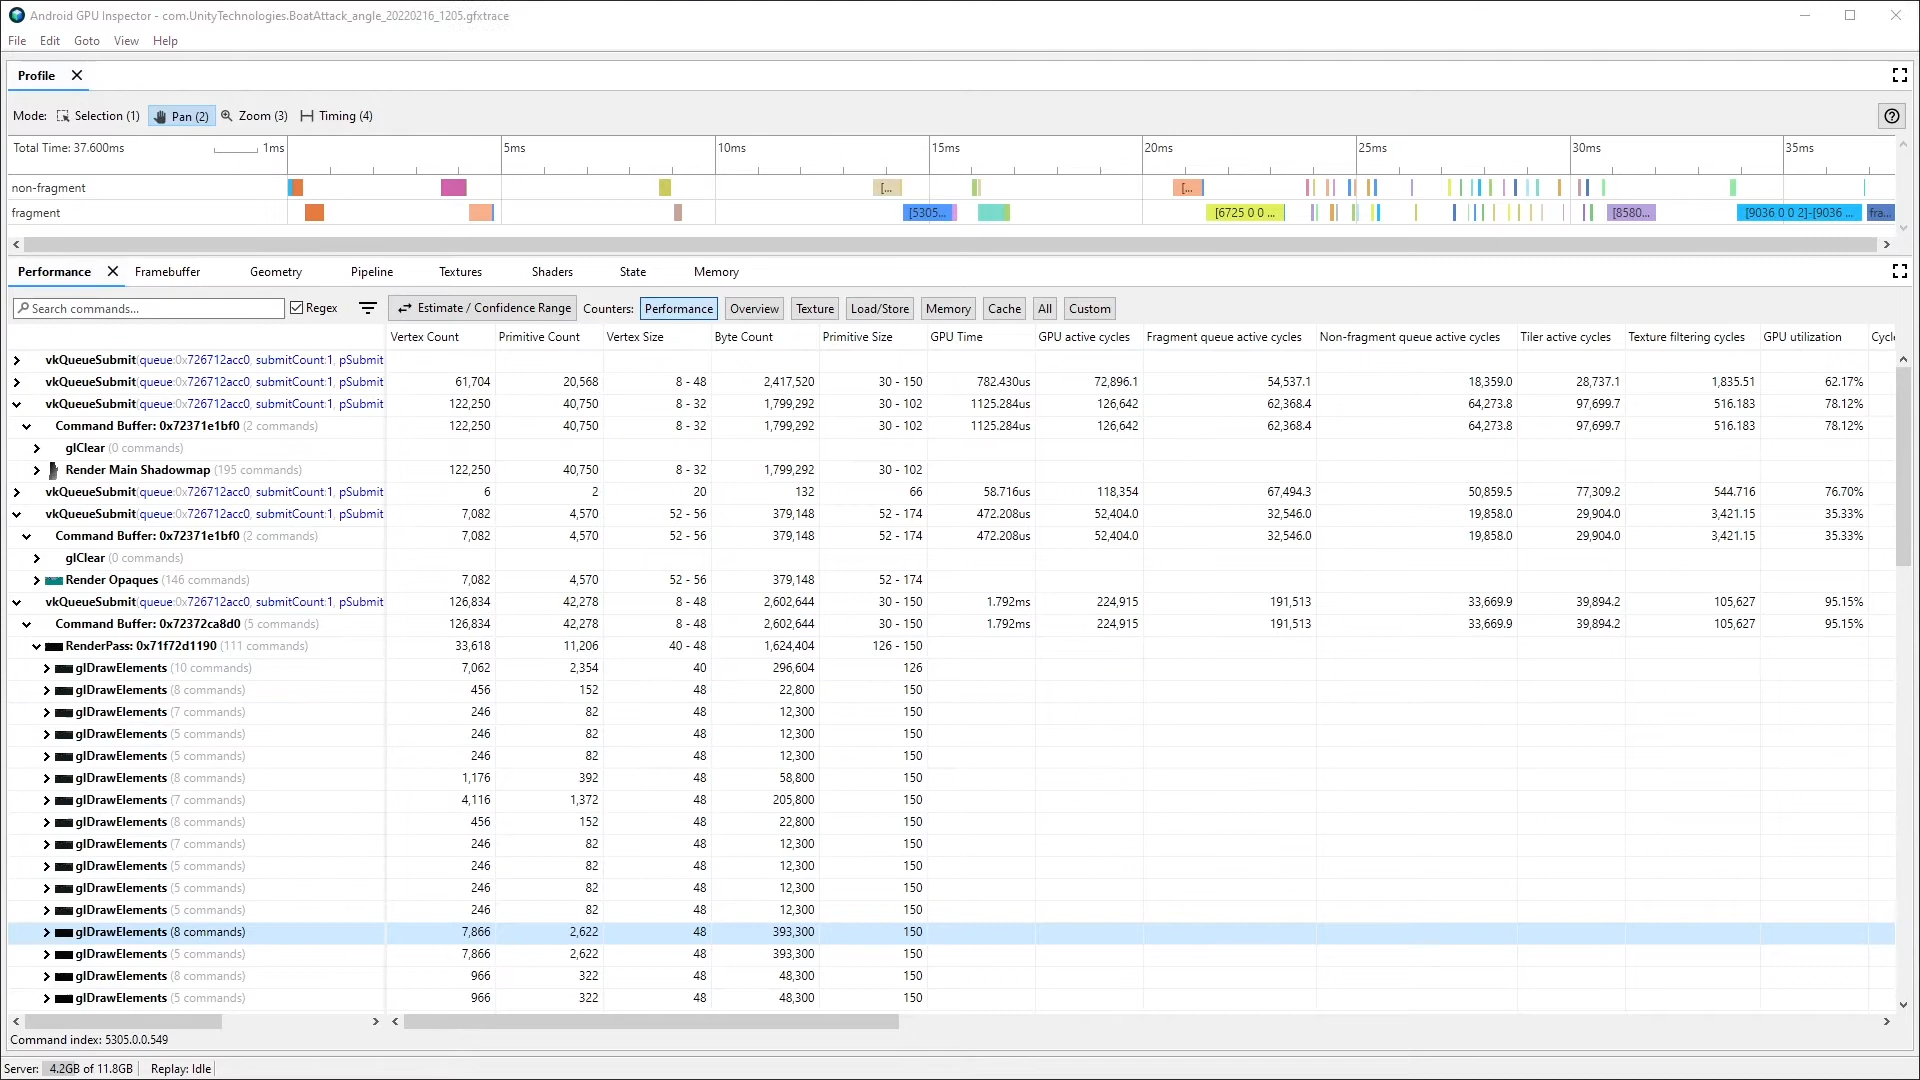 Android GPU Inspector - com.UnityTechnologies.BoatAttack_angle_20220216_1205.gfxtrace
File Edit Goto View Help
Profile
Mode: Selection (1) Pan (2) Zoom (3) Timing (4)
Total Time: 37.600ms 1ms 5ms 10ms 15ms 20ms 25ms 30ms 35ms
non-fragment [... [...
fragment [5305... [6725 0 0 ... [8580... [9036 0 0 2]-[9036 ... fra...
Performance Framebuffer Geometry Pipeline Textures Shaders State Memory
Search commands... Regex Estimate / Confidence Range Counters: Performance Overview Texture Load/Store Memory Cache All Custom
Vertex Count Primitive Count Vertex Size Byte Count Primitive Size GPU Time GPU active cycles Fragment queue active cycles Non-fragment queue active cycles Tiler active cycles Texture filtering cycles GPU utilization Cycle
vkQueueSubmit(queue:0x726712acc0, submitCount:1, pSubmit
vkQueueSubmit(queue:0x726712acc0, submitCount:1, pSubmit 61,704 20,568 8 - 48 2,417,520 30 - 150 782.430us 72,896.1 54,537.1 18,359.0 28,737.1 1,835.51 62.17%
vkQueueSubmit(queue:0x726712acc0, submitCount:1, pSubmit 122,250 40,750 8 - 32 1,799,292 30 - 102 1125.284us 126,642 62,368.4 64,273.8 97,699.7 516.183 78.12%
Command Buffer: 0x72371e1bf0 (2 commands) 122,250 40,750 8 - 32 1,799,292 30 - 102 1125.284us 126,642 62,368.4 64,273.8 97,699.7 516.183 78.12%
glClear (0 commands)
Render Main Shadowmap (195 commands) 122,250 40,750 8 - 32 1,799,292 30 - 102
vkQueueSubmit(queue:0x726712acc0, submitCount:1, pSubmit 6 2 20 132 66 58.716us 118,354 67,494.3 50,859.5 77,309.2 544.716 76.70%
vkQueueSubmit(queue:0x726712acc0, submitCount:1, pSubmit 7,082 4,570 52 - 56 379,148 52 - 174 472.208us 52,404.0 32,546.0 19,858.0 29,904.0 3,421.15 35.33%
Command Buffer: 0x72371e1bf0 (2 commands) 7,082 4,570 52 - 56 379,148 52 - 174 472.208us 52,404.0 32,546.0 19,858.0 29,904.0 3,421.15 35.33%
glClear (0 commands)
Render Opaques (146 commands) 7,082 4,570 52 - 56 379,148 52 - 174
vkQueueSubmit(queue:0x726712acc0, submitCount:1, pSubmit 126,834 42,278 8 - 48 2,602,644 30 - 150 1.792ms 224,915 191,513 33,669.9 39,894.2 105,627 95.15%
Command Buffer: 0x72372ca8d0 (5 commands) 126,834 42,278 8 - 48 2,602,644 30 - 150 1.792ms 224,915 191,513 33,669.9 39,894.2 105,627 95.15%
RenderPass: 0x71f72d1190 (111 commands) 33,618 11,206 40 - 48 1,624,404 126 - 150
glDrawElements (10 commands) 7,062 2,354 40 296,604 126
glDrawElements (8 commands) 456 152 48 22,800 150
glDrawElements (7 commands) 246 82 48 12,300 150
glDrawElements (5 commands) 246 82 48 12,300 150
glDrawElements (5 commands) 246 82 48 12,300 150
glDrawElements (8 commands) 1,176 392 48 58,800 150
glDrawElements (7 commands) 4,116 1,372 48 205,800 150
glDrawElements (8 commands) 456 152 48 22,800 150
glDrawElements (7 commands) 246 82 48 12,300 150
glDrawElements (5 commands) 246 82 48 12,300 150
glDrawElements (5 commands) 246 82 48 12,300 150
glDrawElements (5 commands) 246 82 48 12,300 150
glDrawElements (8 commands) 7,866 2,622 48 393,300 150
glDrawElements (5 commands) 7,866 2,622 48 393,300 150
glDrawElements (8 commands) 966 322 48 48,300 150
glDrawElements (5 commands) 966 322 48 48,300 150
Command index: 5305.0.0.549
Server: 4.2GB of 11.8GB Replay: Idle